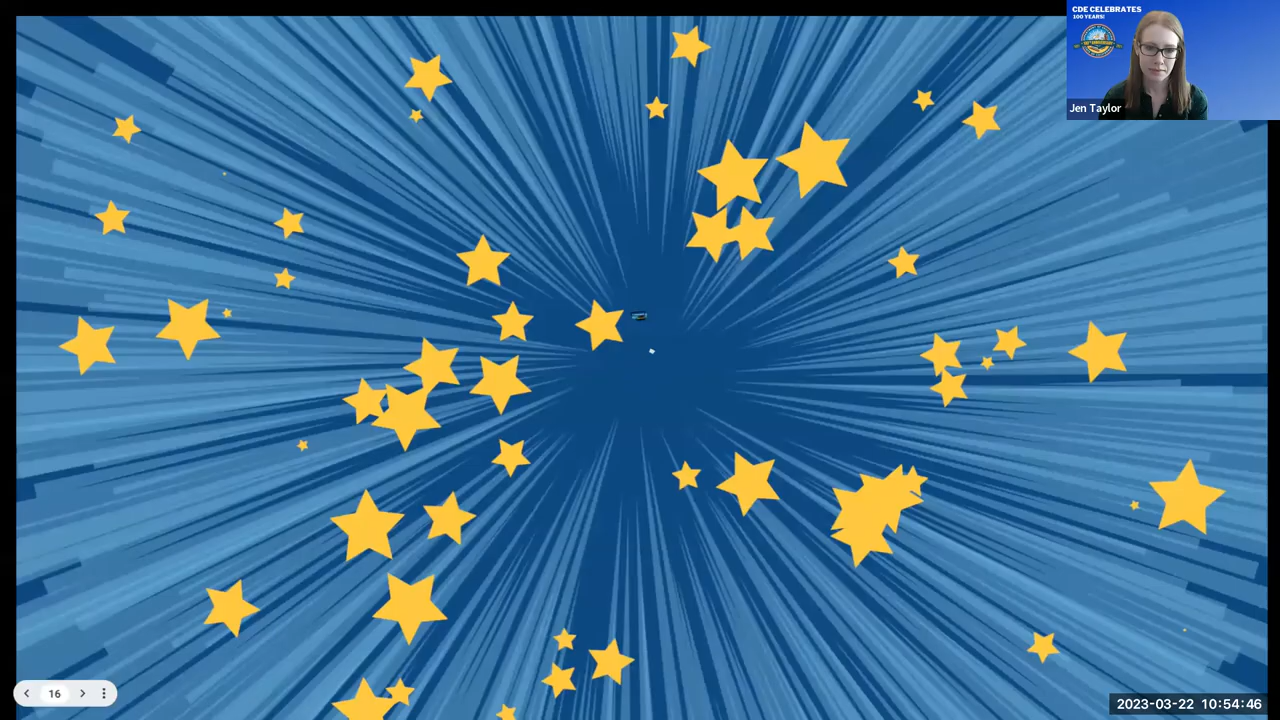 CDE CELEBRATES
100 YEARS!
Jen Taylor
16
2023-03-22 10:54:46